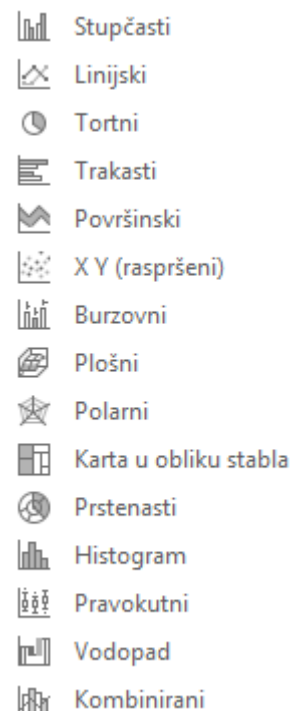 Stupčasti
Linijski
Tortni
Trakasti
Površinski
X Y (raspršeni)
Burzovni
Plošni
Polarni
Karta u obliku stabla
Prstenasti
Histogram
Pravokutni
Vodopad
Kombinirani